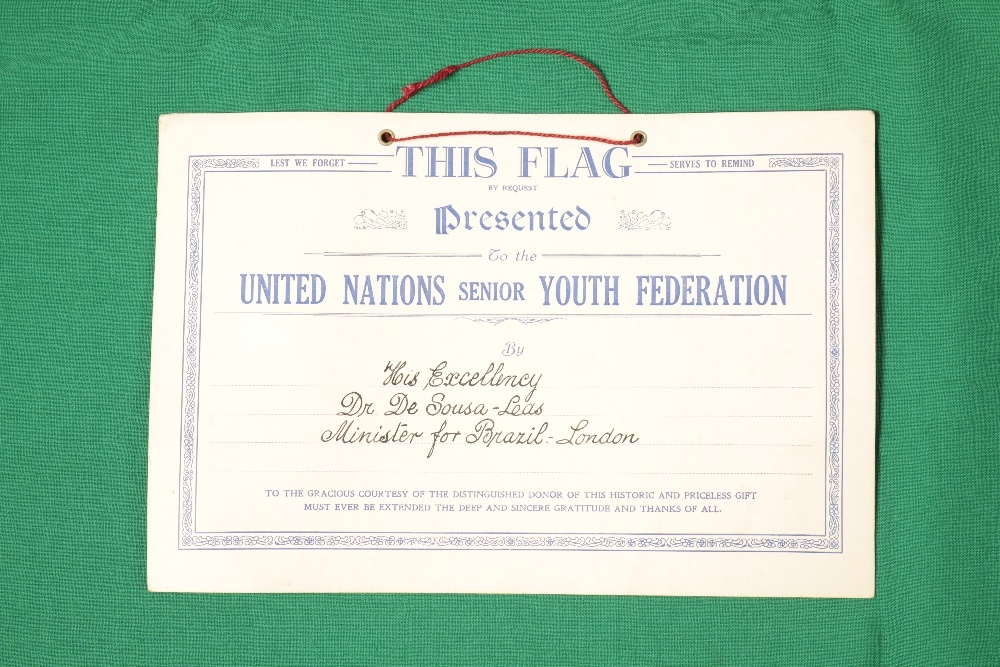 LEST WE FORGET THIS FLAG SERVES TO REMIND
BY REQUEST
Presented
To the
UNITED NATIONS SENIOR YOUTH FEDERATION
By
His Excellency
Dr De Sousa-Leas
Minister for Brazil - London
TO THE GRACIOUS COURTESY OF THE DISTINGUISHED DONOR OF THIS HISTORIC AND PRICELESS GIFT
MUST EVER BE EXTENDED THE DEEP AND SINCERE GRATITUDE AND THANKS OF ALL.